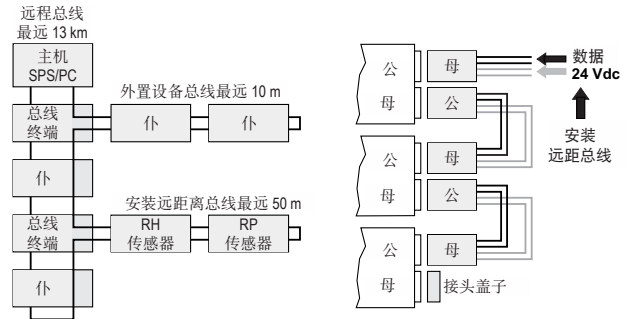 远程总线
最远 13 km
主机
SPS/PC
外置设备总线最远 10 m
总线
终端
仆
仆
仆
安装远距离总线最远 50 m
总线
终端
RH
传感器
RP
传感器
仆
公
母
数据
24 Vdc
母
公
安装
远距总线
公
母
母
公
公
母
母
接头盖子